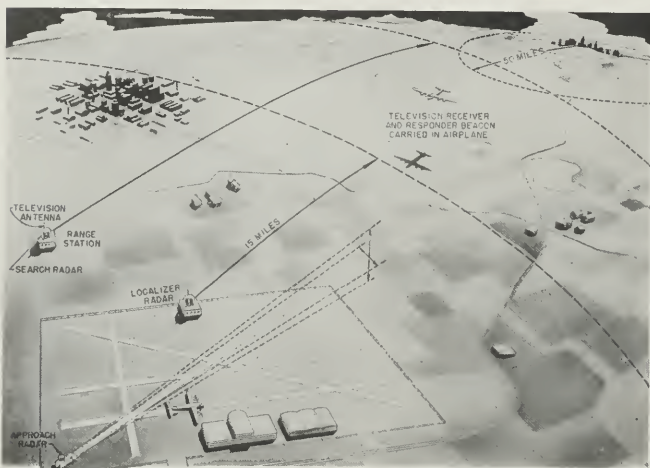 50 MILES
TELEVISION RECEIVER
AND RESPONDER BEACON
CARRIED IN AIRPLANE
TELEVISION
ANTENNA
RANGE
STATION
SEARCH RADAR
15 MILES
LOCALIZER
RADAR
APPROACH
RADAR